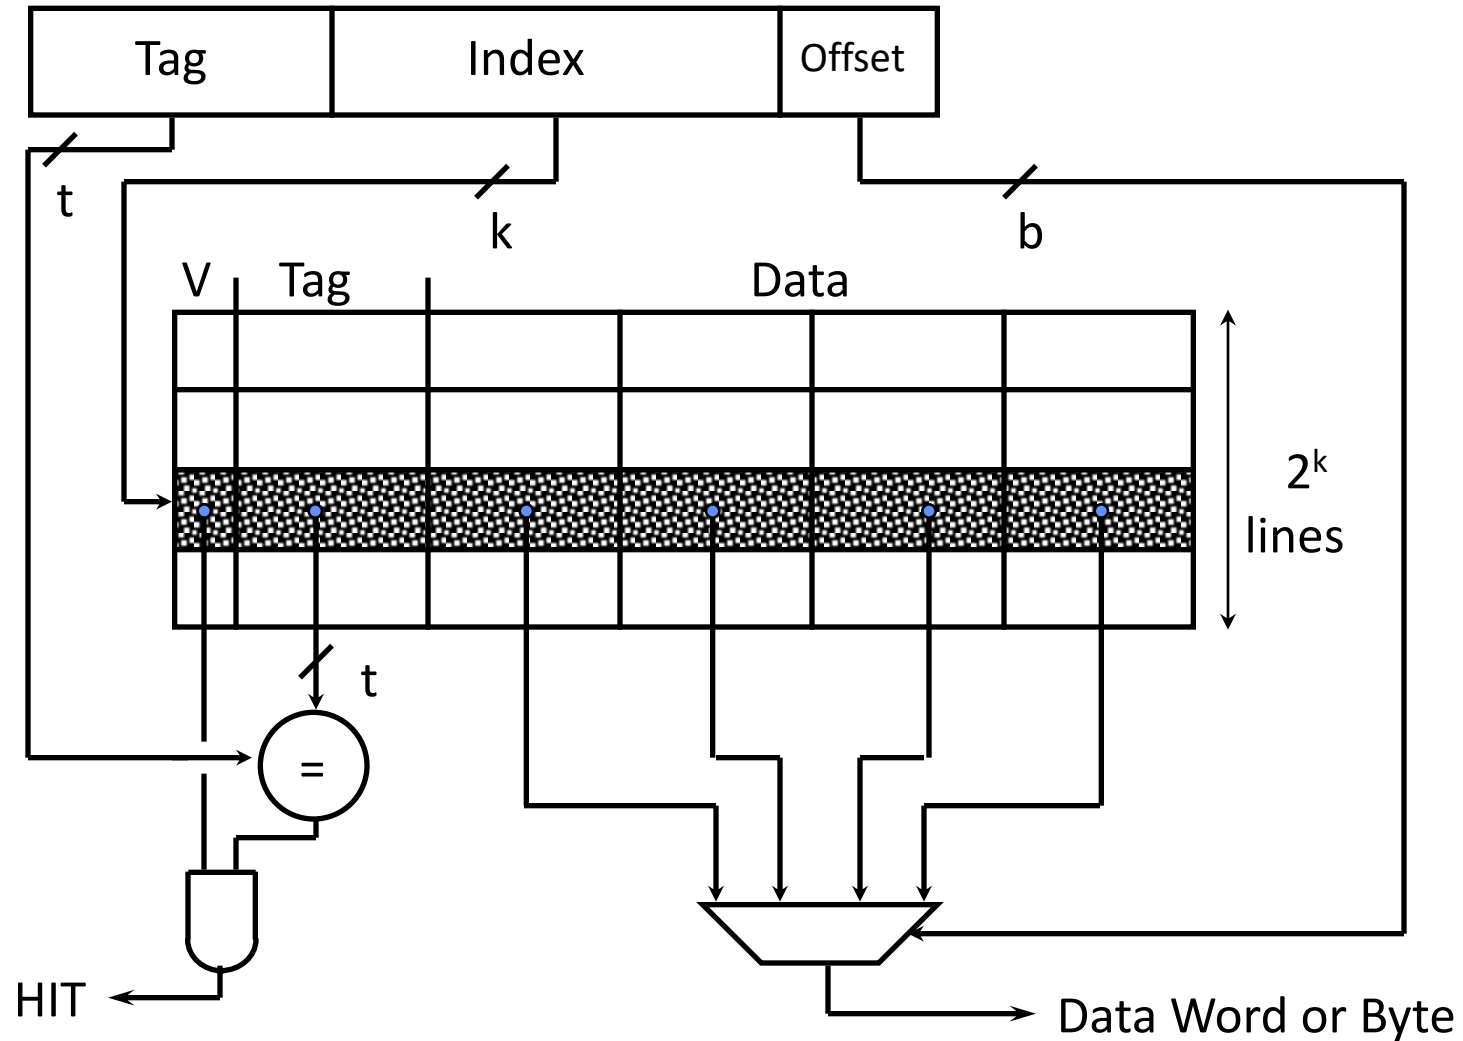 Tag Index Offset
t
k
b
V Tag Data
2k
lines
t
=
HIT
Data Word or Byte